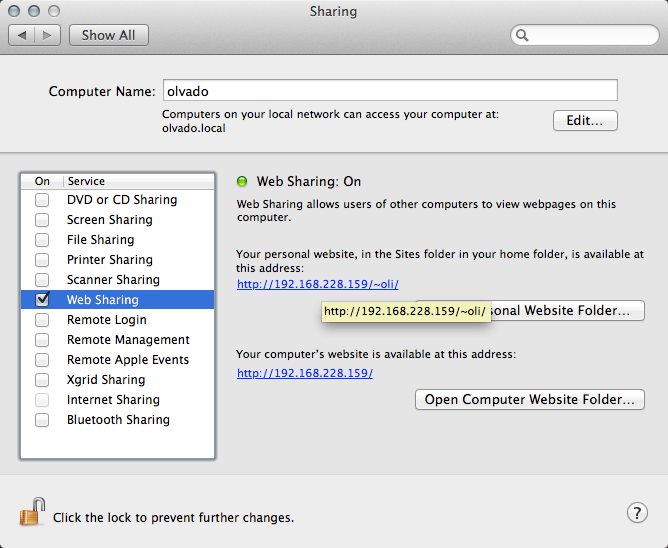 Sharing
Show All
Computer Name: olvado
Computers on your local network can access your computer at:
olvado.local
Edit...
On Service
DVD or CD Sharing
Screen Sharing
File Sharing
Printer Sharing
Scanner Sharing
Web Sharing
Remote Login
Remote Management
Remote Apple Events
Xgrid Sharing
Internet Sharing
Bluetooth Sharing
Web Sharing: On
Web Sharing allows users of other computers to view webpages on this
computer.
Your personal website, in the Sites folder in your home folder, is available at
this address:
http://192.168.228.159/~oli/
http://192.168.228.159/~oli/
sonal Website Folder...
Your computer's website is available at this address:
http://192.168.228.159/
Open Computer Website Folder...
Click the lock to prevent further changes.
?